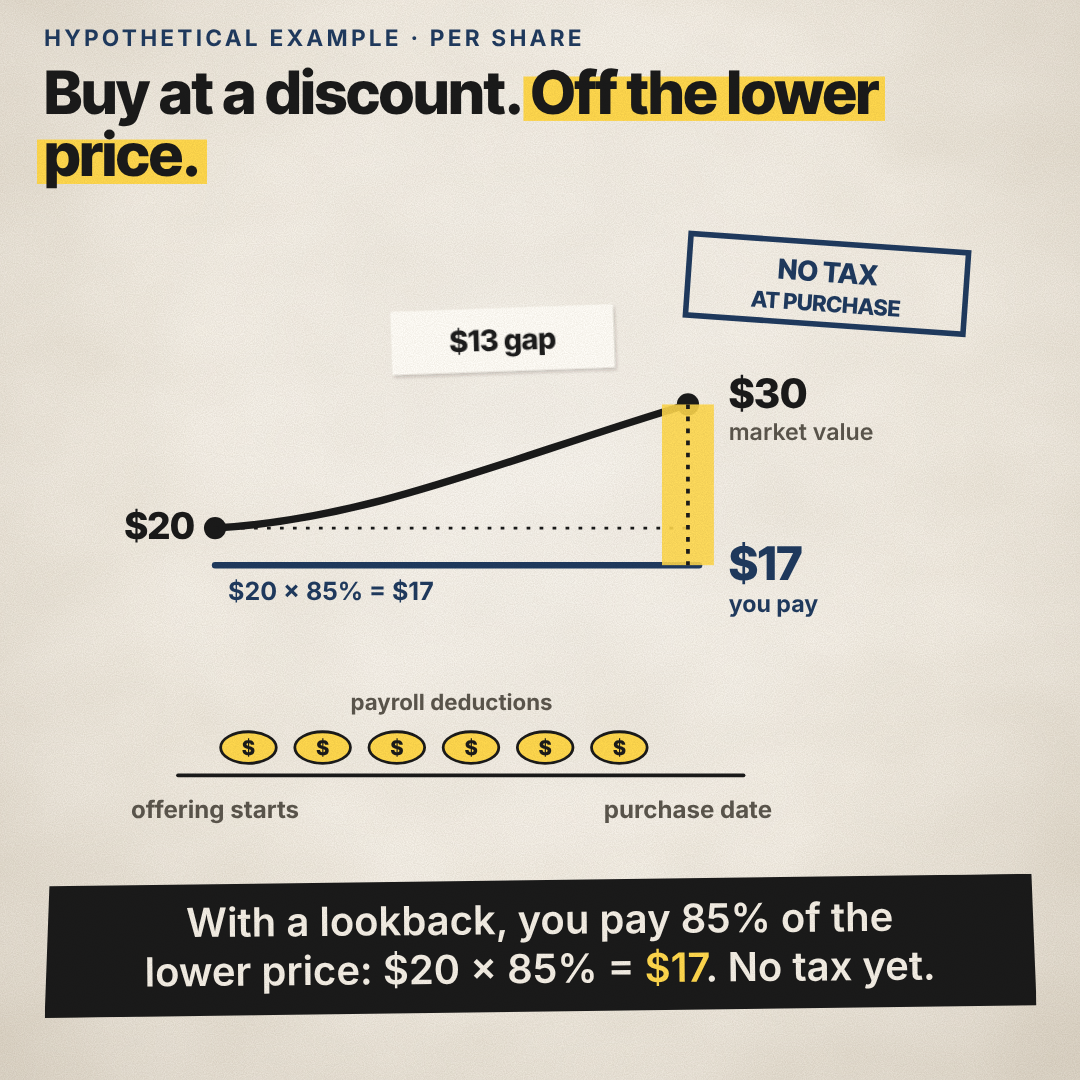 HYPOTHETICAL EXAMPLE · PER SHARE
Buy at a discount. Off the lower
price.
NO TAX
AT PURCHASE
$13 gap
$30
market value
$20
$17
you pay
$20 × 85% = $17
payroll deductions
$ $ $ $ $ $
offering starts
purchase date
With a lookback, you pay 85% of the
lower price: $20 × 85% = $17. No tax yet.